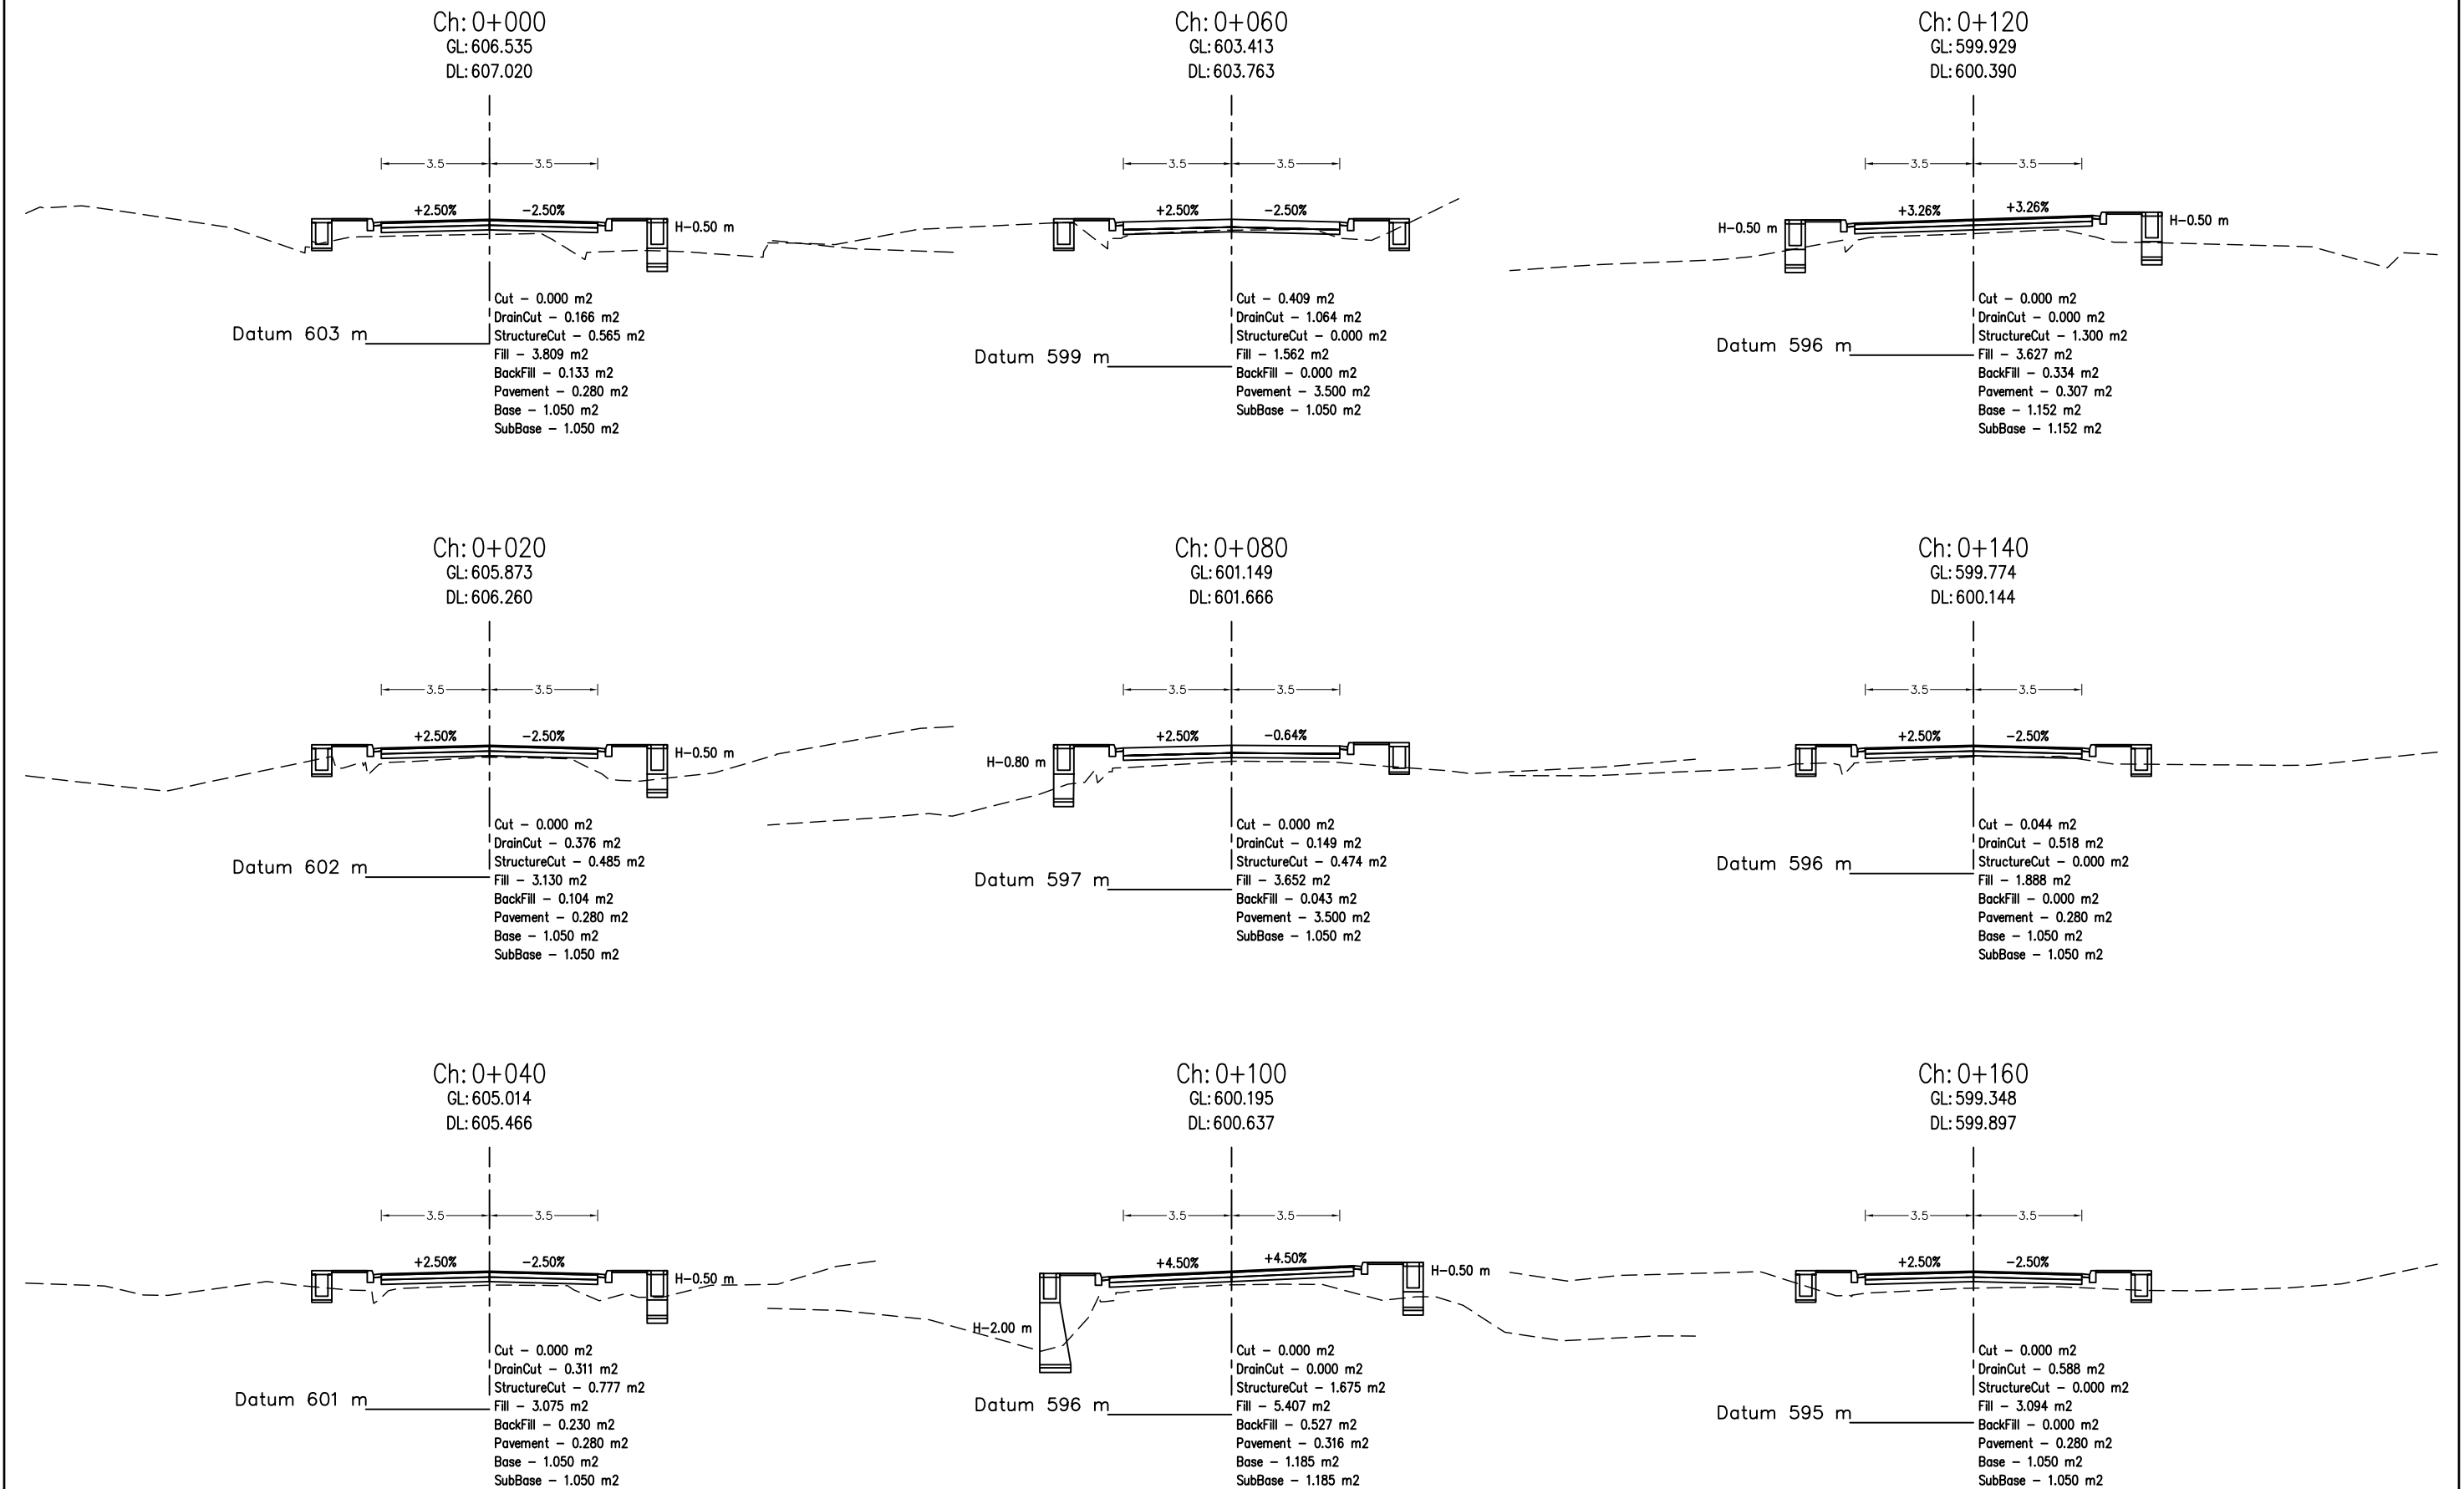 Ch: 0+000
GL: 606.535
DL: 607.020
3.5 3.5
+2.50% -2.50%
H-0.50 m
Datum 603 m
Cut - 0.000 m2
DrainCut - 0.166 m2
StructureCut - 0.565 m2
Fill - 3.809 m2
BackFill - 0.133 m2
Pavement - 0.280 m2
Base - 1.050 m2
SubBase - 1.050 m2
Ch: 0+060
GL: 603.413
DL: 603.763
3.5 3.5
+2.50% -2.50%
Datum 599 m
Cut - 0.409 m2
DrainCut - 1.064 m2
StructureCut - 0.000 m2
Fill - 1.562 m2
BackFill - 0.000 m2
Pavement - 3.500 m2
SubBase - 1.050 m2
Ch: 0+120
GL: 599.929
DL: 600.390
3.5 3.5
+3.26% +3.26%
H-0.50 m H-0.50 m
Datum 596 m
Cut - 0.000 m2
DrainCut - 0.000 m2
StructureCut - 1.300 m2
Fill - 3.627 m2
BackFill - 0.334 m2
Pavement - 0.307 m2
Base - 1.152 m2
SubBase - 1.152 m2
Ch: 0+020
GL: 605.873
DL: 606.260
3.5 3.5
+2.50% -2.50%
H-0.50 m
Datum 602 m
Cut - 0.000 m2
DrainCut - 0.376 m2
StructureCut - 0.485 m2
Fill - 3.130 m2
BackFill - 0.104 m2
Pavement - 0.280 m2
Base - 1.050 m2
SubBase - 1.050 m2
Ch: 0+080
GL: 601.149
DL: 601.666
3.5 3.5
+2.50% -0.64%
H-0.80 m
Datum 597 m
Cut - 0.000 m2
DrainCut - 0.149 m2
StructureCut - 0.474 m2
Fill - 3.652 m2
BackFill - 0.043 m2
Pavement - 3.500 m2
SubBase - 1.050 m2
Ch: 0+140
GL: 599.774
DL: 600.144
3.5 3.5
+2.50% -2.50%
Datum 596 m
Cut - 0.044 m2
DrainCut - 0.518 m2
StructureCut - 0.000 m2
Fill - 1.888 m2
BackFill - 0.000 m2
Pavement - 0.280 m2
Base - 1.050 m2
SubBase - 1.050 m2
Ch: 0+040
GL: 605.014
DL: 605.466
3.5 3.5
+2.50% -2.50%
H-0.50 m
Datum 601 m
Cut - 0.000 m2
DrainCut - 0.311 m2
StructureCut - 0.777 m2
Fill - 3.075 m2
BackFill - 0.230 m2
Pavement - 0.280 m2
Base - 1.050 m2
SubBase - 1.050 m2
Ch: 0+100
GL: 600.195
DL: 600.637
3.5 3.5
+4.50% +4.50%
H-0.50 m
H-2.00 m
Datum 596 m
Cut - 0.000 m2
DrainCut - 0.000 m2
StructureCut - 1.675 m2
Fill - 5.407 m2
BackFill - 0.527 m2
Pavement - 0.316 m2
Base - 1.185 m2
SubBase - 1.185 m2
Ch: 0+160
GL: 599.348
DL: 599.897
3.5 3.5
+2.50% -2.50%
Datum 595 m
Cut - 0.000 m2
DrainCut - 0.588 m2
StructureCut - 0.000 m2
Fill - 3.094 m2
BackFill - 0.000 m2
Pavement - 0.280 m2
Base - 1.050 m2
SubBase - 1.050 m2